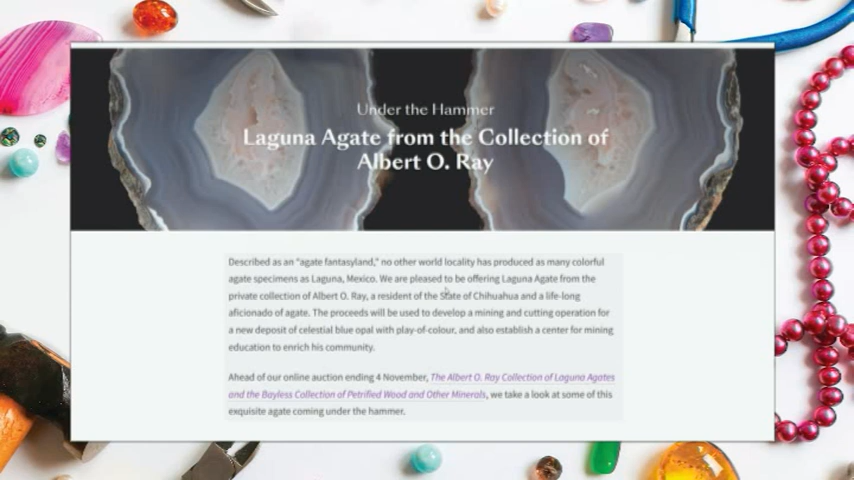 Under the Hammer
Laguna Agate from the Collection of
Albert O. Ray
Described as an "agate fantasyland," no other world locality has produced as many colorful
agate specimens as Laguna, Mexico. We are pleased to be offering Laguna Agate from the
private collection of Albert O. Ray, a resident of the State of Chihuahua and a life-long
aficionado of agate. The proceeds will be used to develop a mining and cutting operation for
a new deposit of celestial blue opal with play-of-colour, and also establish a center for mining
education to enrich his community.
Ahead of our online auction ending 4 November, The Albert O. Ray Collection of Laguna Agates
and the Bayless Collection of Petrified Wood and Other Minerals, we take a look at some of this
exquisite agate coming under the hammer.